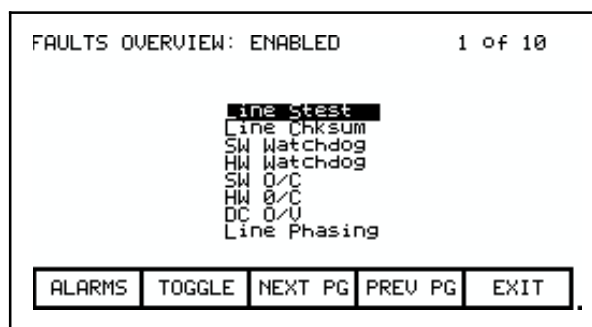 FAULTS OVERVIEW: ENABLED 1 of 10
Line Stest
Line Chksum
SW Watchdog
HW Watchdog
SW O/C
HW O/C
DC O/V
Line Phasing
ALARMS TOGGLE NEXT PG PREV PG EXIT